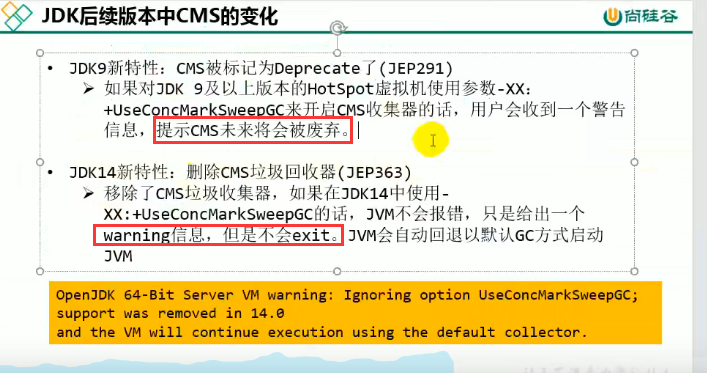 JDK后续版本中CMS的变化
尚硅谷
• JDK9新特性：CMS被标记为Deprecate了(JEP291)
➢ 如果对JDK 9及以上版本的HotSpot虚拟机使用参数-XX:
+UseConcMarkSweepGC来开启CMS收集器的话，用户会收到一个警告
信息，提示CMS未来将会被废弃。
• JDK14新特性：删除CMS垃圾回收器(JEP363)
➢ 移除了CMS垃圾收集器，如果在JDK14中使用-
XX:+UseConcMarkSweepGC的话，JVM不会报错，只是给出一个
warning信息，但是不会exit。JVM会自动回退以默认GC方式启动
JVM
OpenJDK 64-Bit Server VM warning: Ignoring option UseConcMarkSweepGC;
support was removed in 14.0
and the VM will continue execution using the default collector.